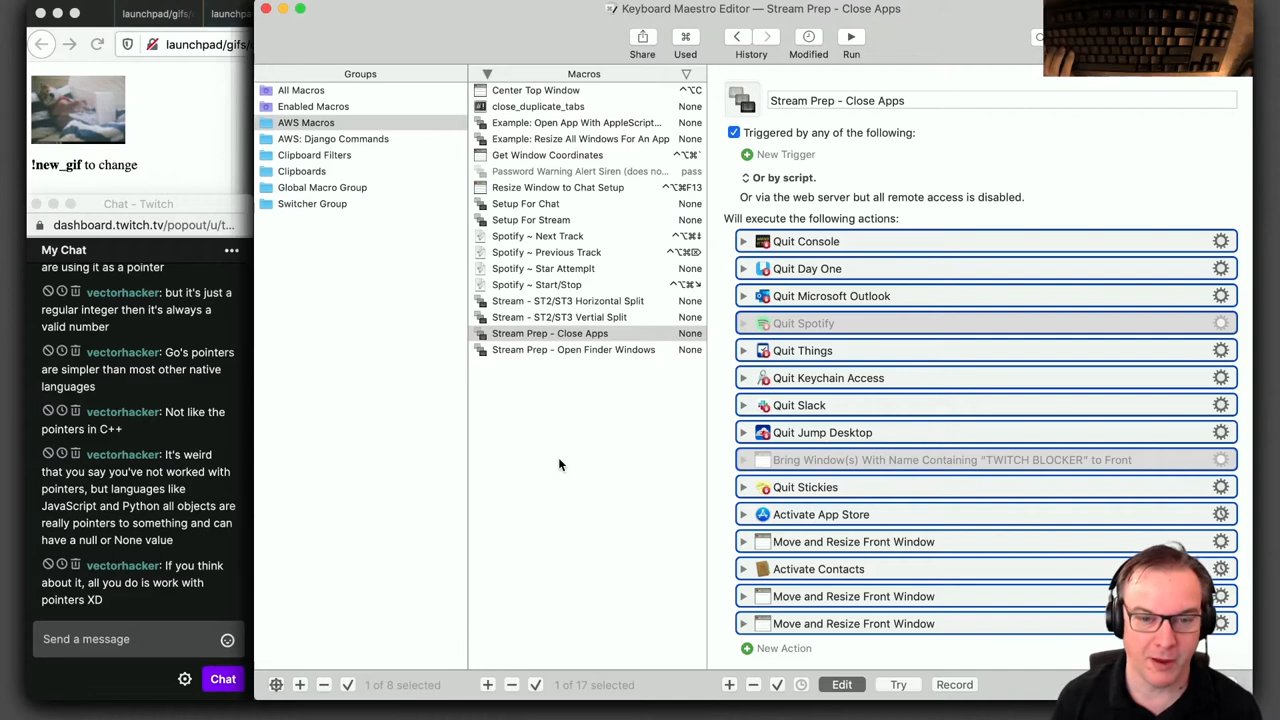 launchpad/gifs/
launchpad/gifs/
launchpad/gifs/
!new_gif to change
Chat - Twitch
dashboard.twitch.tv/popout/u/t...
My Chat
are using it as a pointer
vectorhacker: but it's just a
regular integer then it's always a
valid number
vectorhacker: Go's pointers
are simpler than most other native
languages
vectorhacker: Not like the
pointers in C++
vectorhacker: It's weird
that you say you've not worked with
pointers, but languages like
JavaScript and Python all objects are
really pointers to something and can
have a null or None value
vectorhacker: If you think
about it, all you do is work with
pointers XD
Send a message
Chat
Keyboard Maestro Editor — Stream Prep - Close Apps
Share
Used
History
Modified
Run
Groups
All Macros
Enabled Macros
AWS Macros
AWS: Django Commands
Clipboard Filters
Clipboards
Global Macro Group
Switcher Group
1 of 8 selected
Macros
Center Top Window ^⌥C
close_duplicate_tabs None
Example: Open App With AppleScript... None
Example: Resize All Windows For An App None
Get Window Coordinates ^⌥⌘`
Password Warning Alert Siren (does no... pass
Resize Window to Chat Setup ^⌥⌘F13
Setup For Chat None
Setup For Stream None
Spotify ~ Next Track ^⌥⌘⇟
Spotify ~ Previous Track ^⌥⌘⌦
Spotify ~ Star AttempIt None
Spotify ~ Start/Stop ^⌥⌘↘
Stream - ST2/ST3 Horizontal Split None
Stream - ST2/ST3 Vertial Split None
Stream Prep - Close Apps None
Stream Prep - Open Finder Windows None
1 of 17 selected
Stream Prep - Close Apps
Triggered by any of the following:
New Trigger
Or by script.
Or via the web server but all remote access is disabled.
Will execute the following actions:
Quit Console
Quit Day One
Quit Microsoft Outlook
Quit Spotify
Quit Things
Quit Keychain Access
Quit Slack
Quit Jump Desktop
Bring Window(s) With Name Containing “TWITCH BLOCKER” to Front
Quit Stickies
Activate App Store
Move and Resize Front Window
Activate Contacts
Move and Resize Front Window
Move and Resize Front Window
New Action
Edit
Try
Record